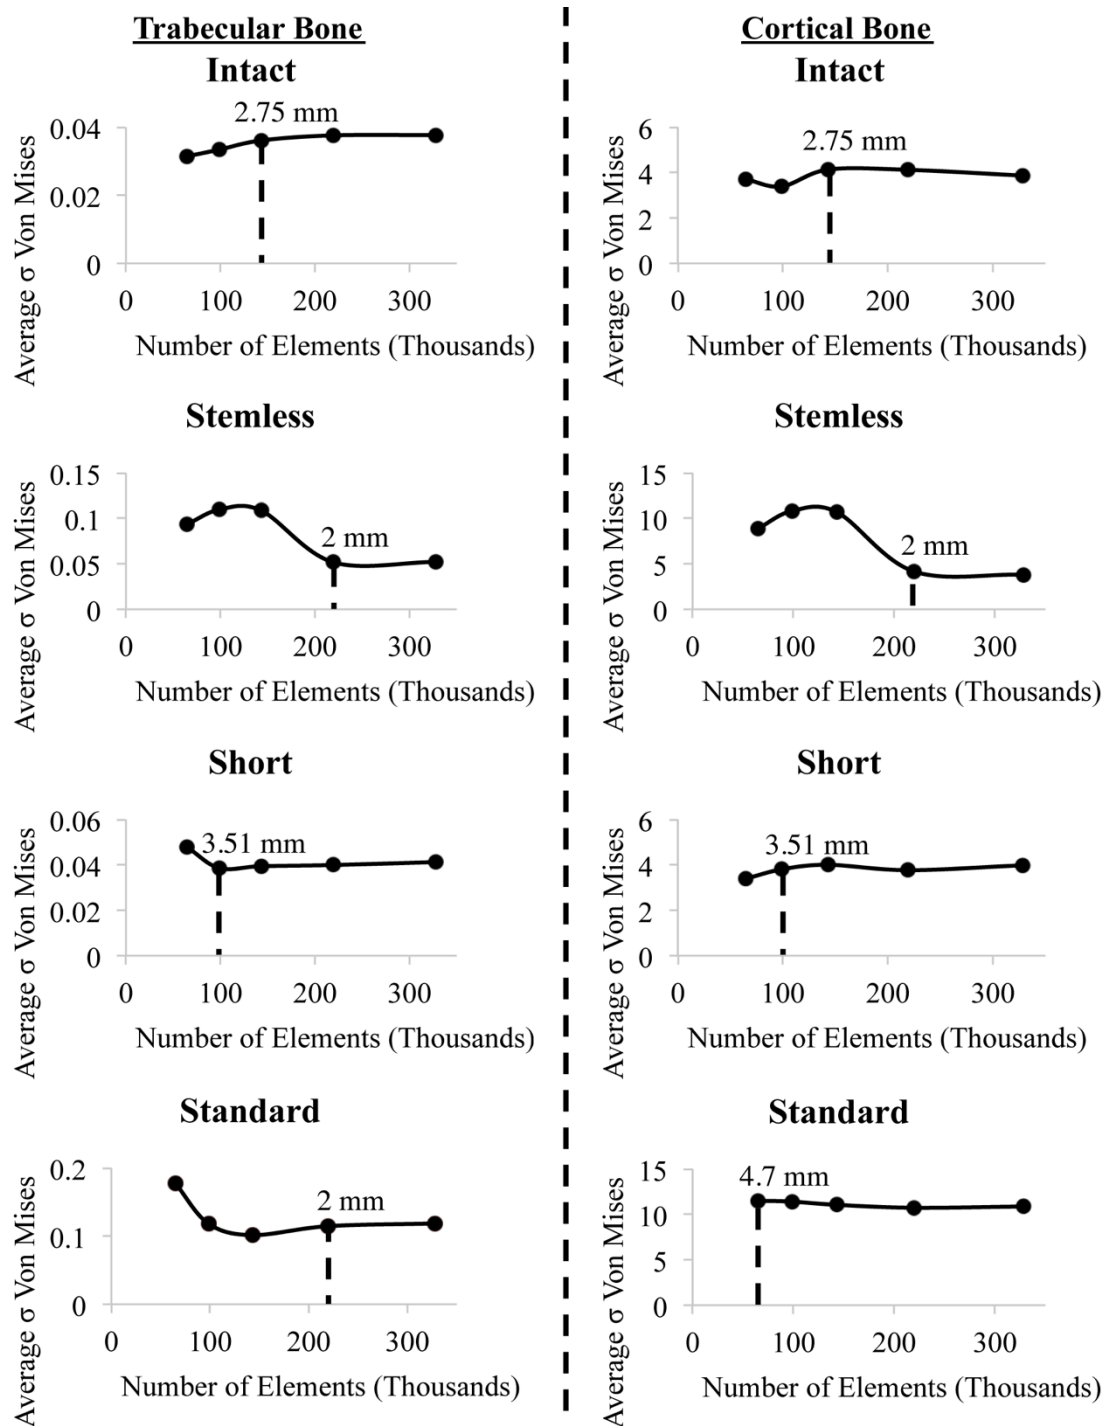 Trabecular Bone
Intact
2.75 mm
Average σ Von Mises
0.04
0.02
0
0
100
200
300
Number of Elements (Thousands)
Stemless
2 mm
Average σ Von Mises
0.15
0.1
0.05
0
0
100
200
300
Number of Elements (Thousands)
Short
3.51 mm
Average σ Von Mises
0.06
0.04
0.02
0
0
100
200
300
Number of Elements (Thousands)
Standard
2 mm
Average σ Von Mises
0.2
0.1
0
0
100
200
300
Number of Elements (Thousands)
Cortical Bone
Intact
2.75 mm
Average σ Von Mises
6
4
2
0
0
100
200
300
Number of Elements (Thousands)
Stemless
2 mm
Average σ Von Mises
15
10
5
0
0
100
200
300
Number of Elements (Thousands)
Short
3.51 mm
Average σ Von Mises
6
4
2
0
0
100
200
300
Number of Elements (Thousands)
Standard
4.7 mm
Average σ Von Mises
15
10
5
0
0
100
200
300
Number of Elements (Thousands)